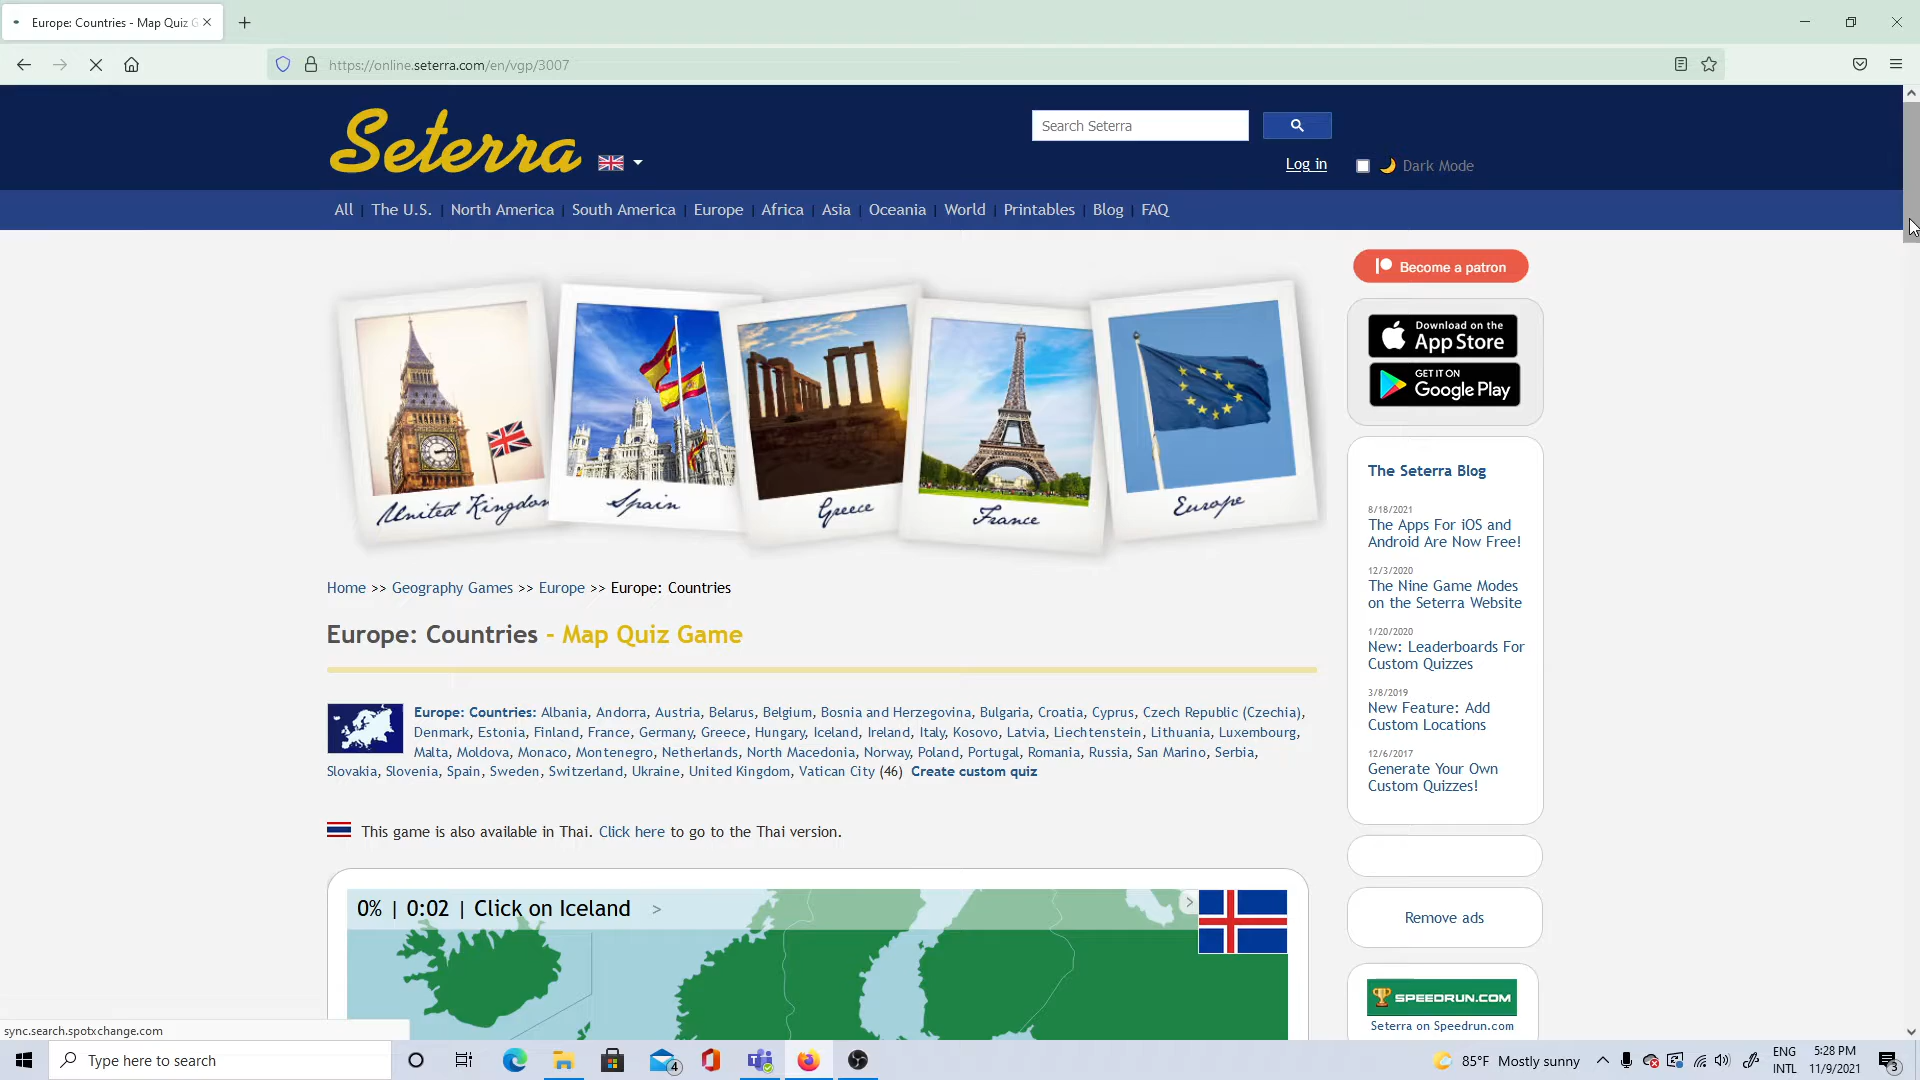 Europe: Countries - Map Quiz G
https://online.seterra.com/en/vgp/3007
Seterra
Search Seterra
Log in
Dark Mode
All | The U.S. | North America | South America | Europe | Africa | Asia | Oceania | World | Printables | Blog | FAQ
United Kingdom
Spain
Greece
France
Europe
Become a patron
Download on the
App Store
GET IT ON
Google Play
The Seterra Blog
8/18/2021
The Apps For iOS and
Android Are Now Free!
12/3/2020
The Nine Game Modes
on the Seterra Website
1/20/2020
New: Leaderboards For
Custom Quizzes
3/8/2019
New Feature: Add
Custom Locations
12/6/2017
Generate Your Own
Custom Quizzes!
Remove ads
SPEEDRUN.COM
Seterra on Speedrun.com
Home >> Geography Games >> Europe >> Europe: Countries
Europe: Countries - Map Quiz Game
Europe: Countries: Albania, Andorra, Austria, Belarus, Belgium, Bosnia and Herzegovina, Bulgaria, Croatia, Cyprus, Czech Republic (Czechia),
Denmark, Estonia, Finland, France, Germany, Greece, Hungary, Iceland, Ireland, Italy, Kosovo, Latvia, Liechtenstein, Lithuania, Luxembourg,
Malta, Moldova, Monaco, Montenegro, Netherlands, North Macedonia, Norway, Poland, Portugal, Romania, Russia, San Marino, Serbia,
Slovakia, Slovenia, Spain, Sweden, Switzerland, Ukraine, United Kingdom, Vatican City (46) Create custom quiz
This game is also available in Thai. Click here to go to the Thai version.
0% | 0:02 | Click on Iceland >
sync.search.spotxchange.com
Type here to search
4
85°F Mostly sunny
ENG
INTL
5:28 PM
11/9/2021
3